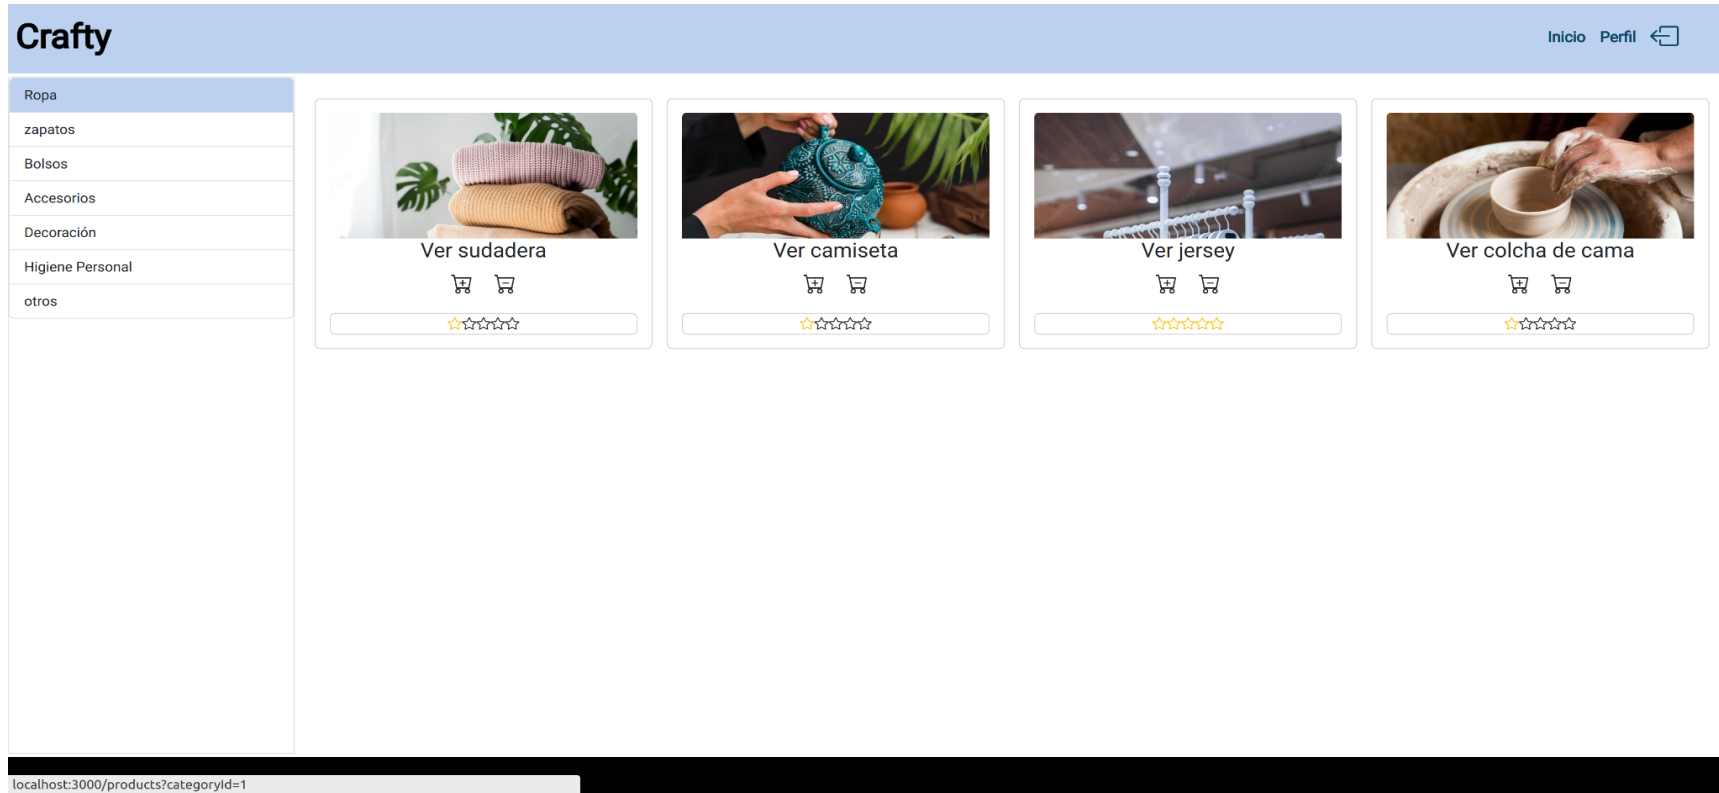 Crafty
Inicio Perfil
Ropa
zapatos
Bolsos
Accesorios
Decoración
Higiene Personal
otros
Ver sudadera
Ver camiseta
Ver jersey
Ver colcha de cama
localhost:3000/products?categoryId=1